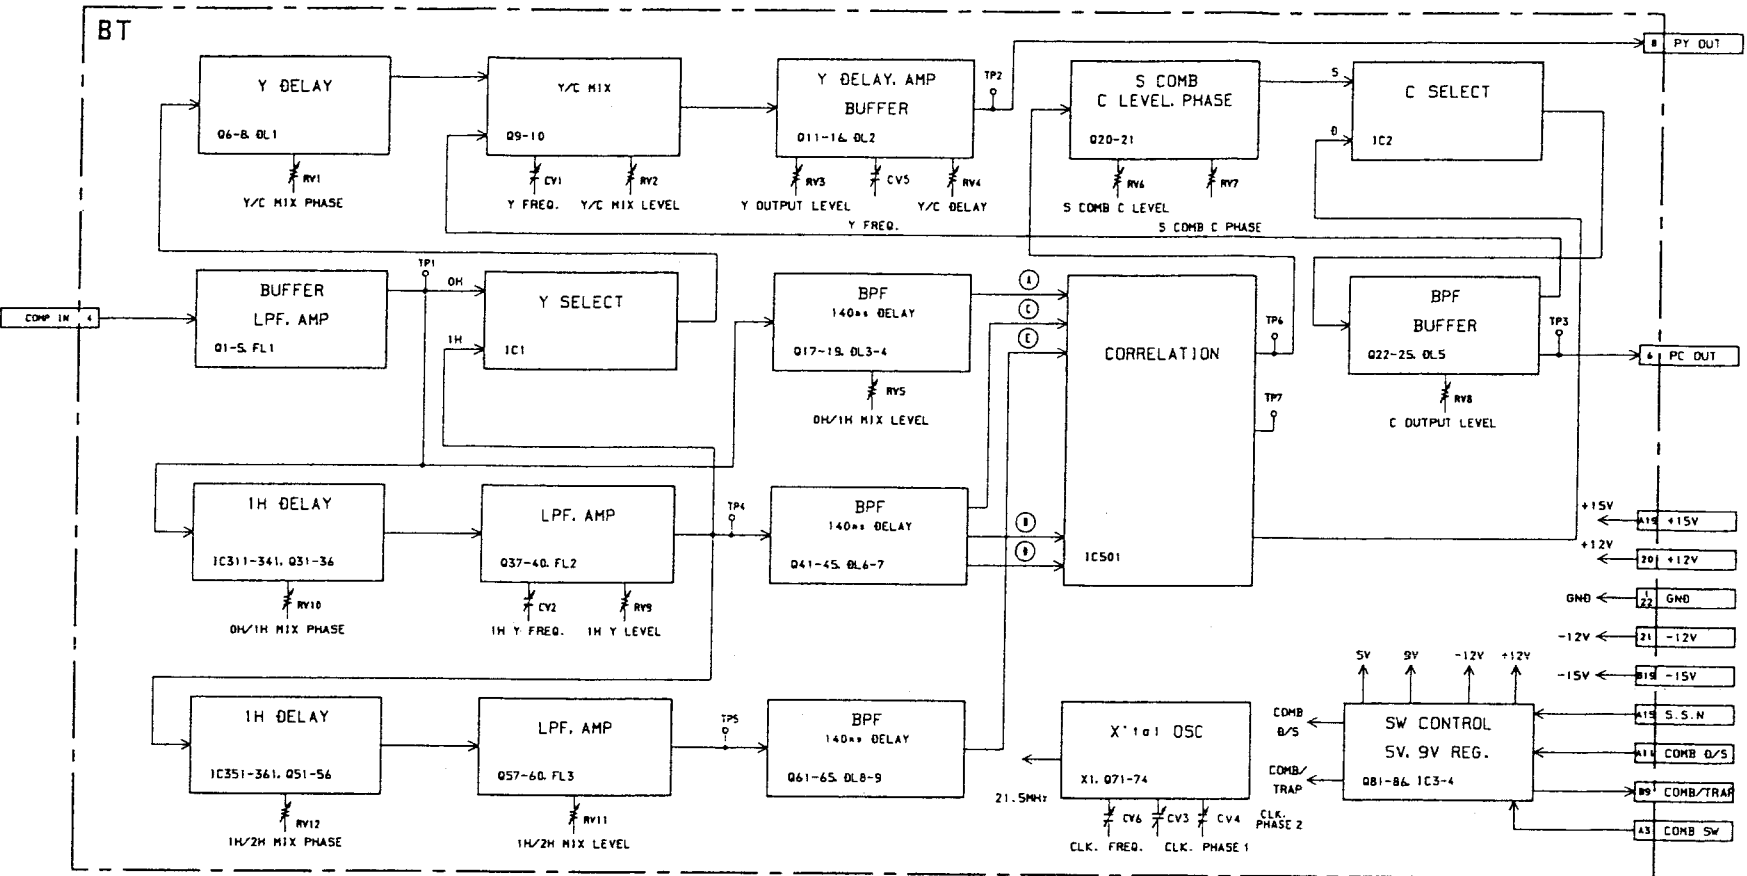 BT
8 PY OUT
Y DELAY
Q6-8, DL1
RV1
Y/C MIX PHASE
Y/C MIX
Q9-10
CV1
Y FREQ.
RV2
Y/C MIX LEVEL
Y DELAY. AMP
BUFFER
Q11-16, DL2
RV3
Y OUTPUT LEVEL
CV5
Y FREQ.
RV4
Y/C DELAY
TP2
S COMB
C LEVEL. PHASE
Q20-21
RV6
S COMB C LEVEL
RV7
S COMB C PHASE
S
D
C SELECT
IC2
COMP IN 4
BUFFER
LPF. AMP
Q1-5, FL1
TP1
0H
1H
Y SELECT
IC1
BPF
140ns DELAY
Q17-19, DL3-4
RV5
0H/1H MIX LEVEL
A
C
E
CORRELATION
IC501
TP6
TP7
BPF
BUFFER
Q22-25, DL5
RV8
C OUTPUT LEVEL
TP3
6 PC OUT
1H DELAY
IC311-341, Q31-36
RV10
0H/1H MIX PHASE
LPF. AMP
Q37-40, FL2
CV2
1H Y FREQ.
RV9
1H Y LEVEL
TP4
BPF
140ns DELAY
Q41-45, DL6-7
B
D
+15V
A19 +15V
+12V
20 +12V
GND
1 22 GND
-12V
21 -12V
-15V
B19 -15V
1H DELAY
IC351-361, Q51-56
RV12
1H/2H MIX PHASE
LPF. AMP
Q57-60, FL3
RV11
1H/2H MIX LEVEL
TP5
BPF
140ns DELAY
Q61-65, DL8-9
X'tal OSC
X1, Q71-74
21.5MHz
CV6
CV3
CV4
CLK. FREQ.
CLK. PHASE 1
CLK.
PHASE 2
5V
9V
-12V
+12V
COMB
D/S
COMB/
TRAP
SW CONTROL
5V, 9V REG.
Q81-86, IC3-4
A15 S.S.N
COMB D/S
B9 COMB/TRAP
A3 COMB SW